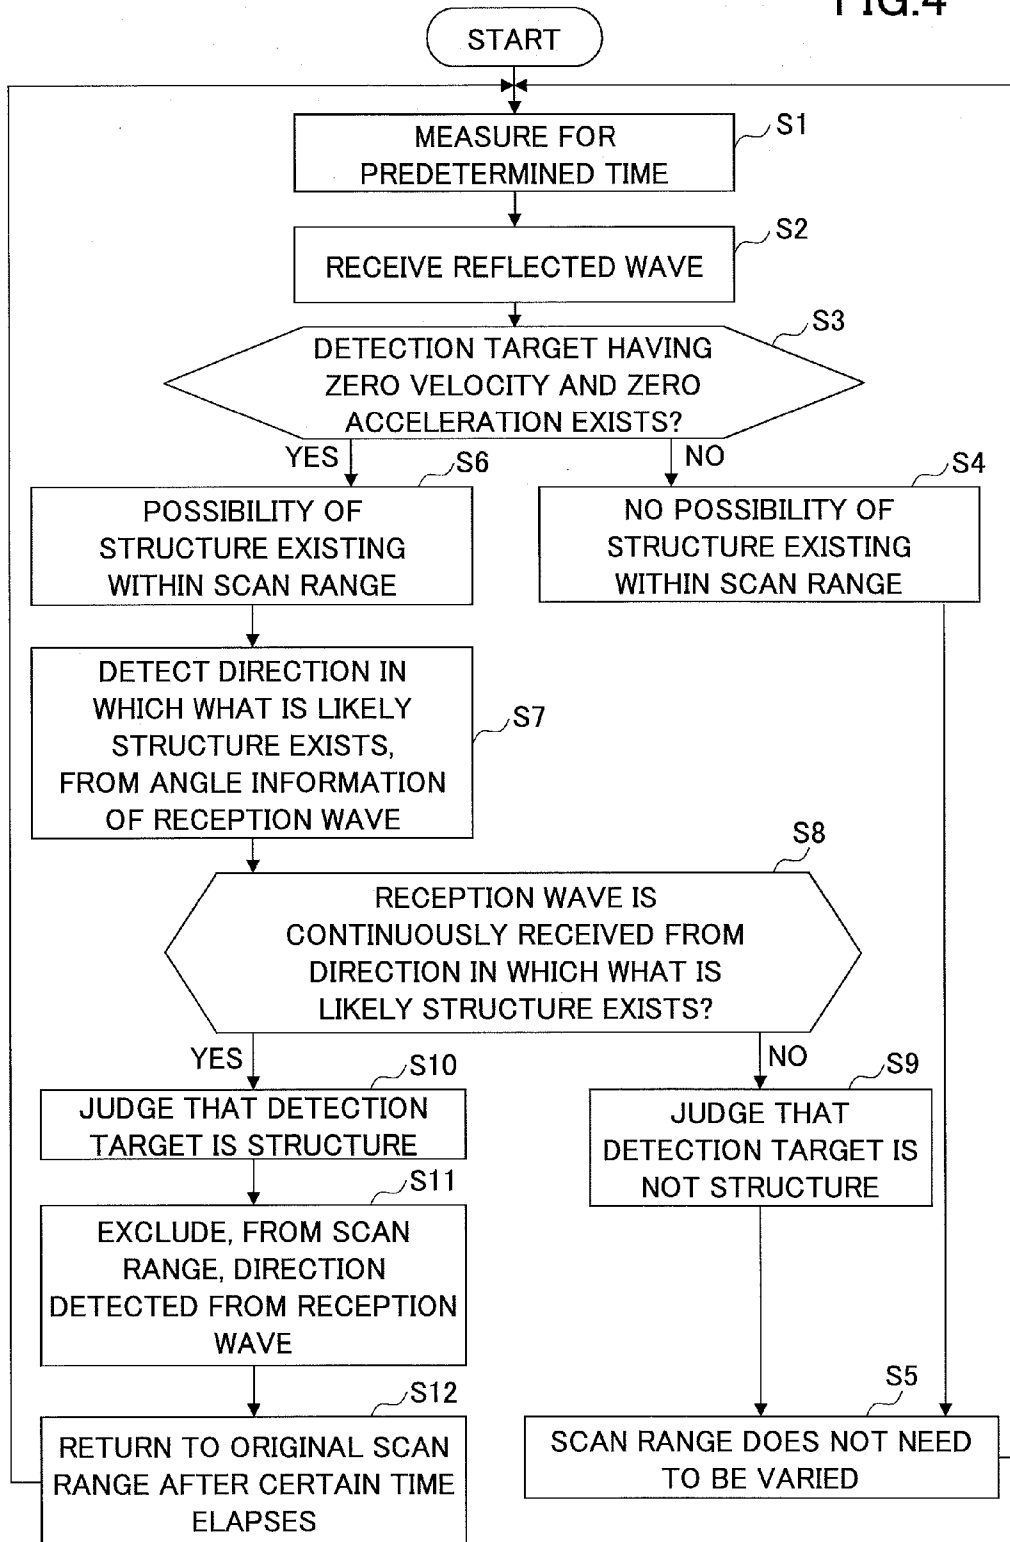 FIG.4
START
MEASURE FOR
PREDETERMINED TIME
S1
RECEIVE REFLECTED WAVE
S2
DETECTION TARGET HAVING
ZERO VELOCITY AND ZERO
ACCELERATION EXISTS?
S3
YES
NO
S6
POSSIBILITY OF
STRUCTURE EXISTING
WITHIN SCAN RANGE
S4
NO POSSIBILITY OF
STRUCTURE EXISTING
WITHIN SCAN RANGE
DETECT DIRECTION IN
WHICH WHAT IS LIKELY
STRUCTURE EXISTS,
FROM ANGLE INFORMATION
OF RECEPTION WAVE
S7
S8
RECEPTION WAVE IS
CONTINUOUSLY RECEIVED FROM
DIRECTION IN WHICH WHAT IS
LIKELY STRUCTURE EXISTS?
YES
NO
S10
JUDGE THAT DETECTION
TARGET IS STRUCTURE
S9
JUDGE THAT
DETECTION TARGET IS
NOT STRUCTURE
S11
EXCLUDE, FROM SCAN
RANGE, DIRECTION
DETECTED FROM RECEPTION
WAVE
S12
RETURN TO ORIGINAL SCAN
RANGE AFTER CERTAIN TIME
ELAPSES
S5
SCAN RANGE DOES NOT NEED
TO BE VARIED